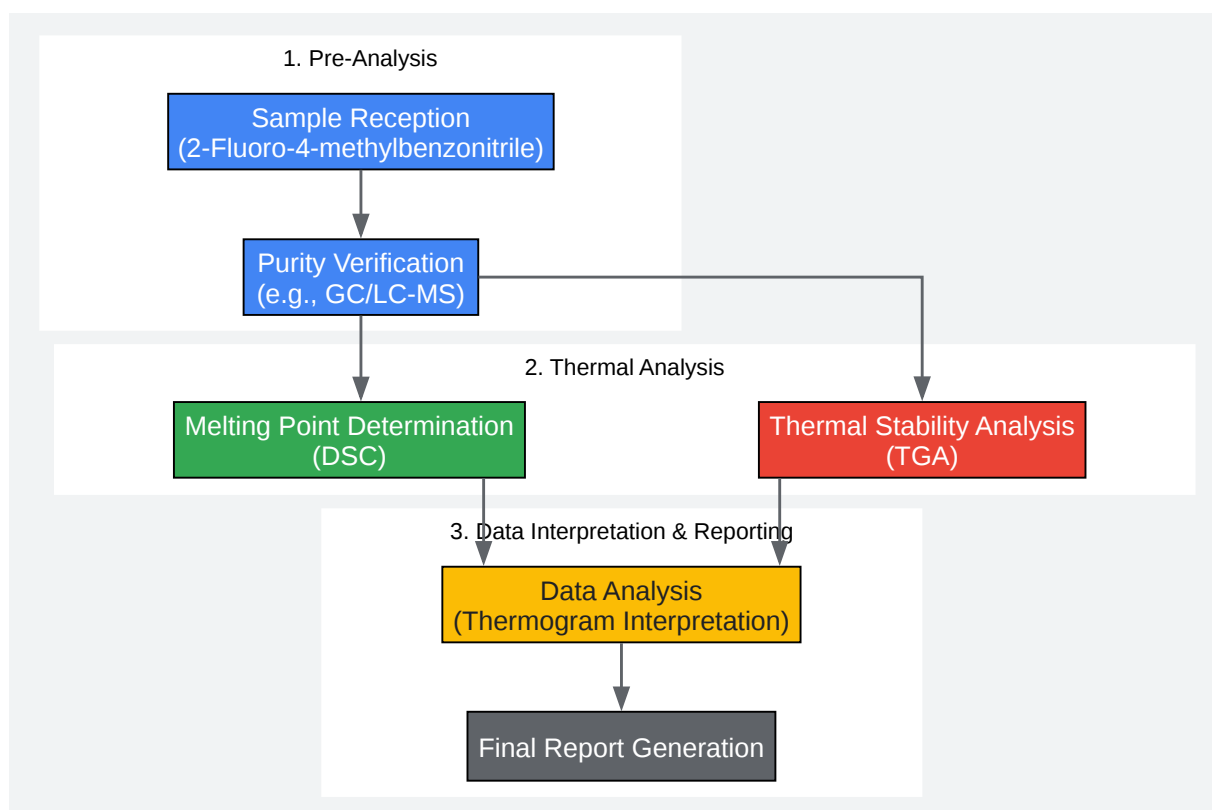 1. Pre-Analysis
Sample Reception
(2-Fluoro-4-methylbenzonitrile)
Purity Verification
(e.g., GC/LC-MS)
2. Thermal Analysis
Melting Point Determination
(DSC)
Thermal Stability Analysis
(TGA)
3. Data Interpretation & Reporting
Data Analysis
(Thermogram Interpretation)
Final Report Generation